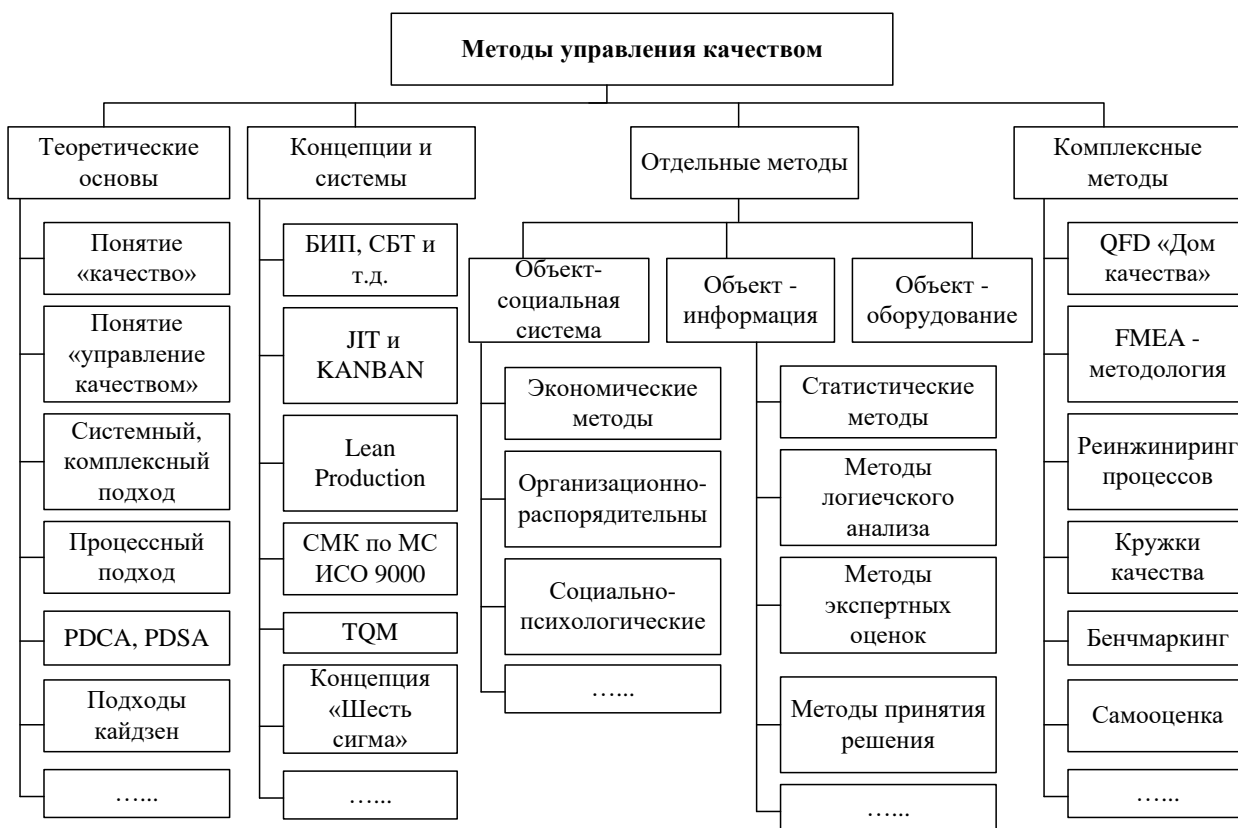 Методы управления качеством
Теоретические
основы
Понятие
«качество»
Понятие
«управление
качеством»
Системный,
комплексный
подход
Процессный
подход
PDCA, PDSA
Подходы
кайдзен
…...
Концепции и
системы
БИП, СБТ и
т.д.
JIT и
KANBAN
Lean
Production
СМК по МС
ИСО 9000
TQM
Концепция
«Шесть
сигма»
…...
Отдельные методы
Объект-
социальная
система
Экономические
методы
Организационно-
распорядительны
Социально-
психологические
…...
Объект -
информация
Статистические
методы
Методы
логиечского
анализа
Методы
экспертных
оценок
Методы принятия
решения
…...
Объект -
оборудование
Комплексные
методы
QFD «Дом
качества»
FMEA -
методология
Реинжиниринг
процессов
Кружки
качества
Бенчмаркинг
Самооценка
…...